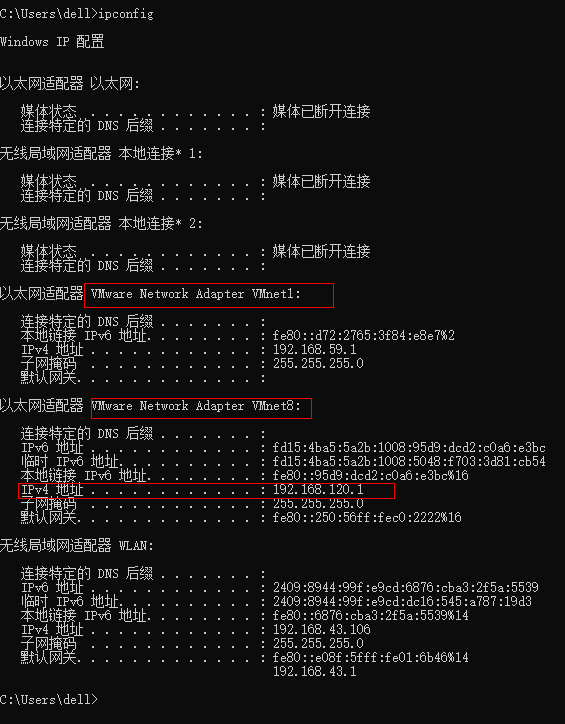 C:\Users\dell>ipconfig
Windows IP 配置
以太网适配器 以太网:
媒体状态 . . . . . . . . . . . . : 媒体已断开连接
连接特定的 DNS 后缀 . . . . . . . :
无线局域网适配器 本地连接* 1:
媒体状态 . . . . . . . . . . . . : 媒体已断开连接
连接特定的 DNS 后缀 . . . . . . . :
无线局域网适配器 本地连接* 2:
媒体状态 . . . . . . . . . . . . : 媒体已断开连接
连接特定的 DNS 后缀 . . . . . . . :
以太网适配器 VMware Network Adapter VMnet1:
连接特定的 DNS 后缀 . . . . . . . :
本地链接 IPv6 地址. . . . . . . . : fe80::d72:2765:3f84:e8e7%2
IPv4 地址 . . . . . . . . . . . . : 192.168.59.1
子网掩码 . . . . . . . . . . . . : 255.255.255.0
默认网关. . . . . . . . . . . . . :
以太网适配器 VMware Network Adapter VMnet8:
连接特定的 DNS 后缀 . . . . . . . :
IPv6 地址 . . . . . . . . . . . . : fd15:4ba5:5a2b:1008:95d9:dcd2:c0a6:e3bc
临时 IPv6 地址. . . . . . . . . . : fd15:4ba5:5a2b:1008:5048:f703:3d81:cb54
本地链接 IPv6 地址. . . . . . . . : fe80::95d9:dcd2:c0a6:e3bc%16
IPv4 地址 . . . . . . . . . . . . : 192.168.120.1
子网掩码 . . . . . . . . . . . . : 255.255.255.0
默认网关. . . . . . . . . . . . . : fe80::250:56ff:fec0:2222%16
无线局域网适配器 WLAN:
连接特定的 DNS 后缀 . . . . . . . :
IPv6 地址 . . . . . . . . . . . . : 2409:8944:99f:e9cd:6876:cba3:2f5a:5539
临时 IPv6 地址. . . . . . . . . . : 2409:8944:99f:e9cd:dc16:545:a787:19d3
本地链接 IPv6 地址. . . . . . . . : fe80::6876:cba3:2f5a:5539%14
IPv4 地址 . . . . . . . . . . . . : 192.168.43.106
子网掩码 . . . . . . . . . . . . : 255.255.255.0
默认网关. . . . . . . . . . . . . : fe80::e08f:5fff:fe01:6b46%14
192.168.43.1
C:\Users\dell>